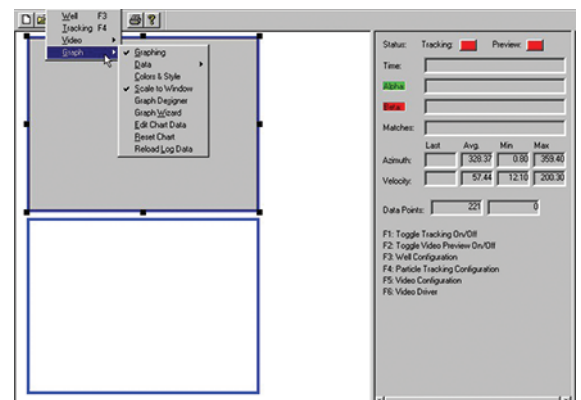 Well F3
Tracking F4
Video
Graph
Graphing
Data
Colors & Style
Scale to Window
Graph Designer
Graph Wizard
Edit Chart Data
Reset Chart
Reload Log Data
Status: Tracking: Preview:
Time:
Alpha:
Beta:
Matches:
Last Avg. Min Max
Azimuth: 328.37 0.80 359.40
Velocity: 57.44 12.10 200.30
Data Points: 221 0
F1: Toggle Tracking On/Off
F2: Toggle Video Preview On/Off
F3: Well Configuration
F4: Particle Tracking Configuration
F5: Video Configuration
F6: Video Driver